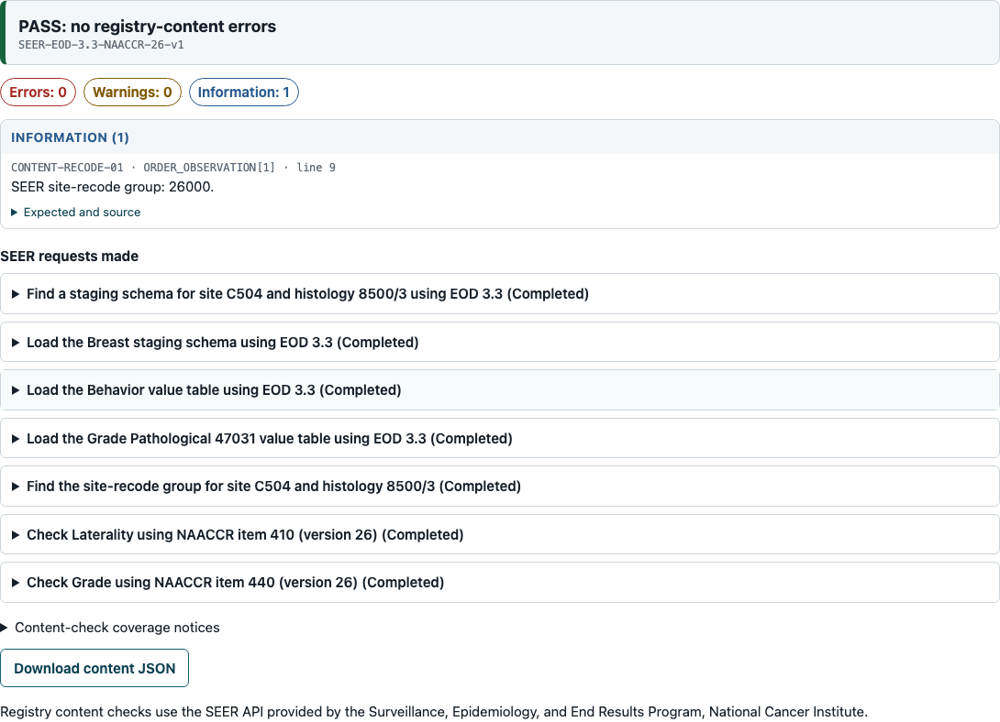 PASS: no registry-content errors
SEER-EOD-3.3-NAACCR-26-v1
Errors: 0
Warnings: 0
Information: 1
INFORMATION (1)
CONTENT-RECODE-01 · ORDER_OBSERVATION[1] · line 9
SEER site-recode group: 26000.
Expected and source
SEER requests made
Find a staging schema for site C504 and histology 8500/3 using EOD 3.3 (Completed)
Load the Breast staging schema using EOD 3.3 (Completed)
Load the Behavior value table using EOD 3.3 (Completed)
Load the Grade Pathological 47031 value table using EOD 3.3 (Completed)
Find the site-recode group for site C504 and histology 8500/3 (Completed)
Check Laterality using NAACCR item 410 (version 26) (Completed)
Check Grade using NAACCR item 440 (version 26) (Completed)
Content-check coverage notices
Download content JSON
Registry content checks use the SEER API provided by the Surveillance, Epidemiology, and End Results Program, National Cancer Institute.